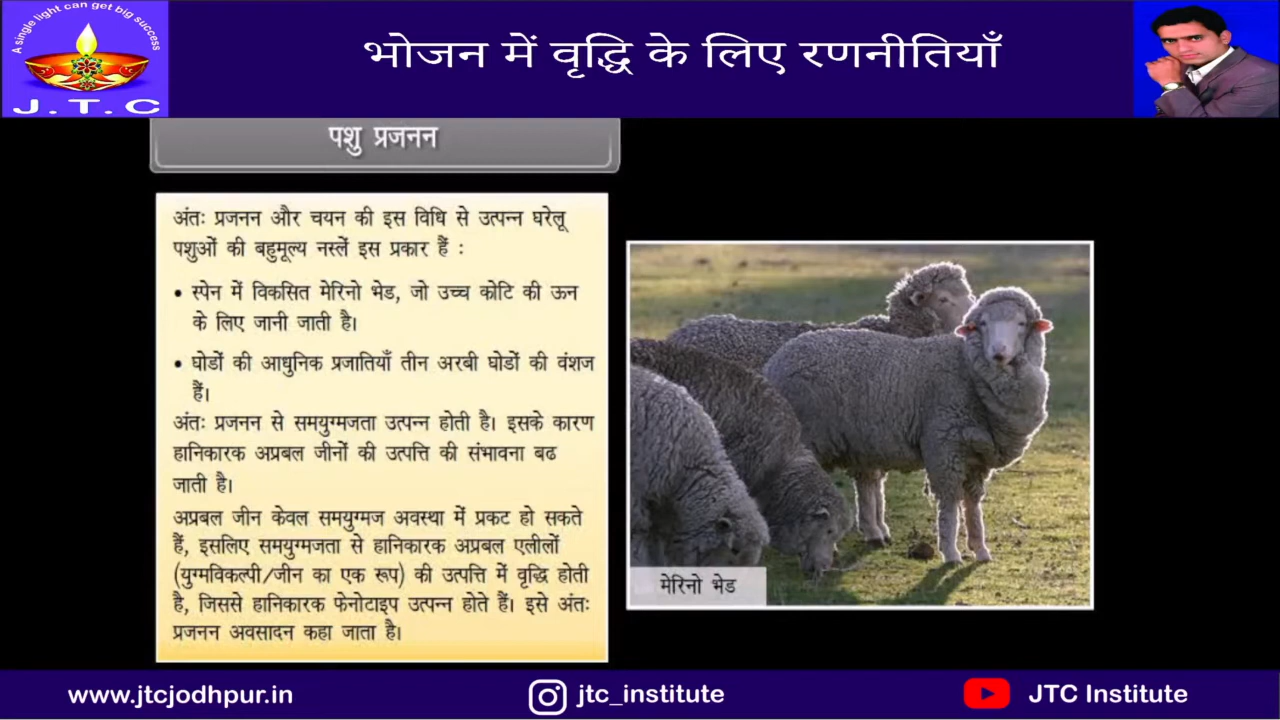 A single light can get big success
J.T.C
भोजन में वृद्धि के लिए रणनीतियाँ
पशु प्रजनन
अंतः प्रजनन और चयन की इस विधि से उत्पन्न घरेलू
पशुओं की बहुमूल्य नस्लें इस प्रकार हैं :
• स्पेन में विकसित मेरिनो भेड, जो उच्च कोटि की ऊन
के लिए जानी जाती है।
• घोडों की आधुनिक प्रजातियाँ तीन अरबी घोडों की वंशज
हैं।
अंतः प्रजनन से समयुग्मजता उत्पन्न होती है। इसके कारण
हानिकारक अप्रबल जीनों की उत्पत्ति की संभावना बढ
जाती है।
अप्रबल जीन केवल समयुग्मज अवस्था में प्रकट हो सकते
हैं, इसलिए समयुग्मजता से हानिकारक अप्रबल एलीलों
(युग्मविकल्पी/जीन का एक रूप) की उत्पत्ति में वृद्धि होती
है, जिससे हानिकारक फेनोटाइप उत्पन्न होते हैं। इसे अंतः
प्रजनन अवसादन कहा जाता है।
मेरिनो भेड
www.jtcjodhpur.in
jtc_institute
JTC Institute